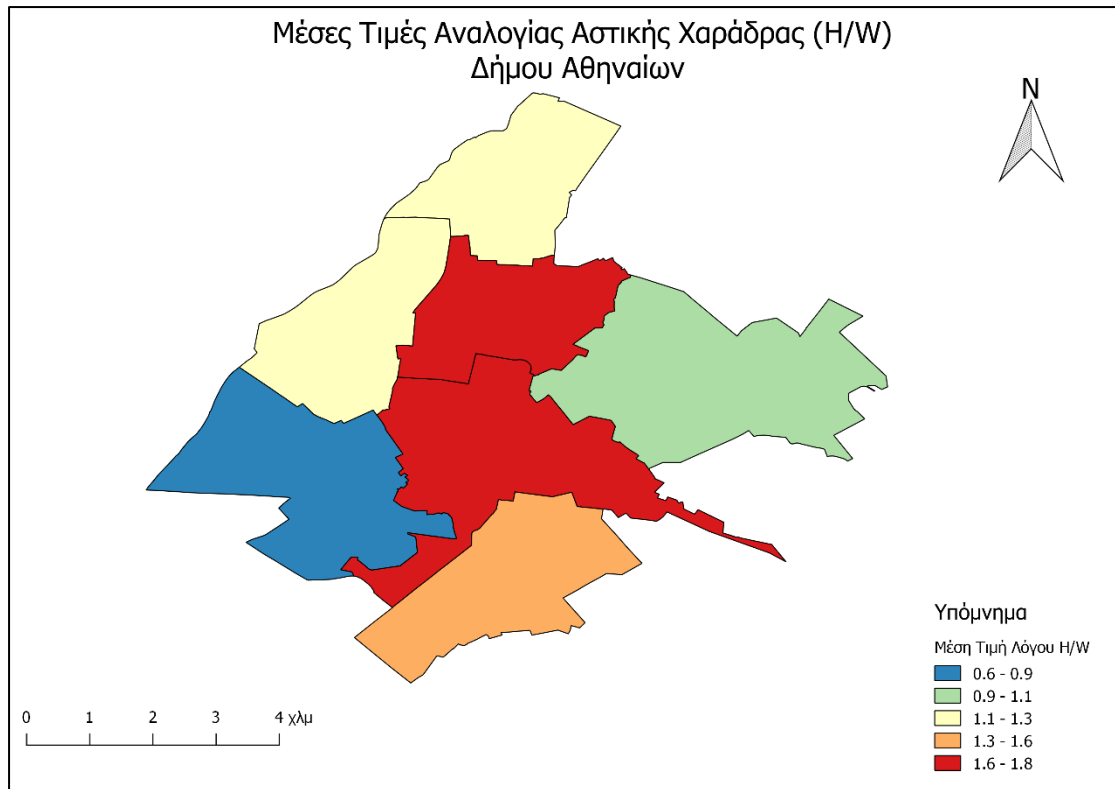 Μέσες Τιμές Αναλογίας Αστικής Χαράδρας (H/W)
Δήμου Αθηναίων
N
Υπόμνημα
Μέση Τιμή Λόγου H/W
0.6 - 0.9
0.9 - 1.1
1.1 - 1.3
1.3 - 1.6
1.6 - 1.8
0 1 2 3 4 χλμ